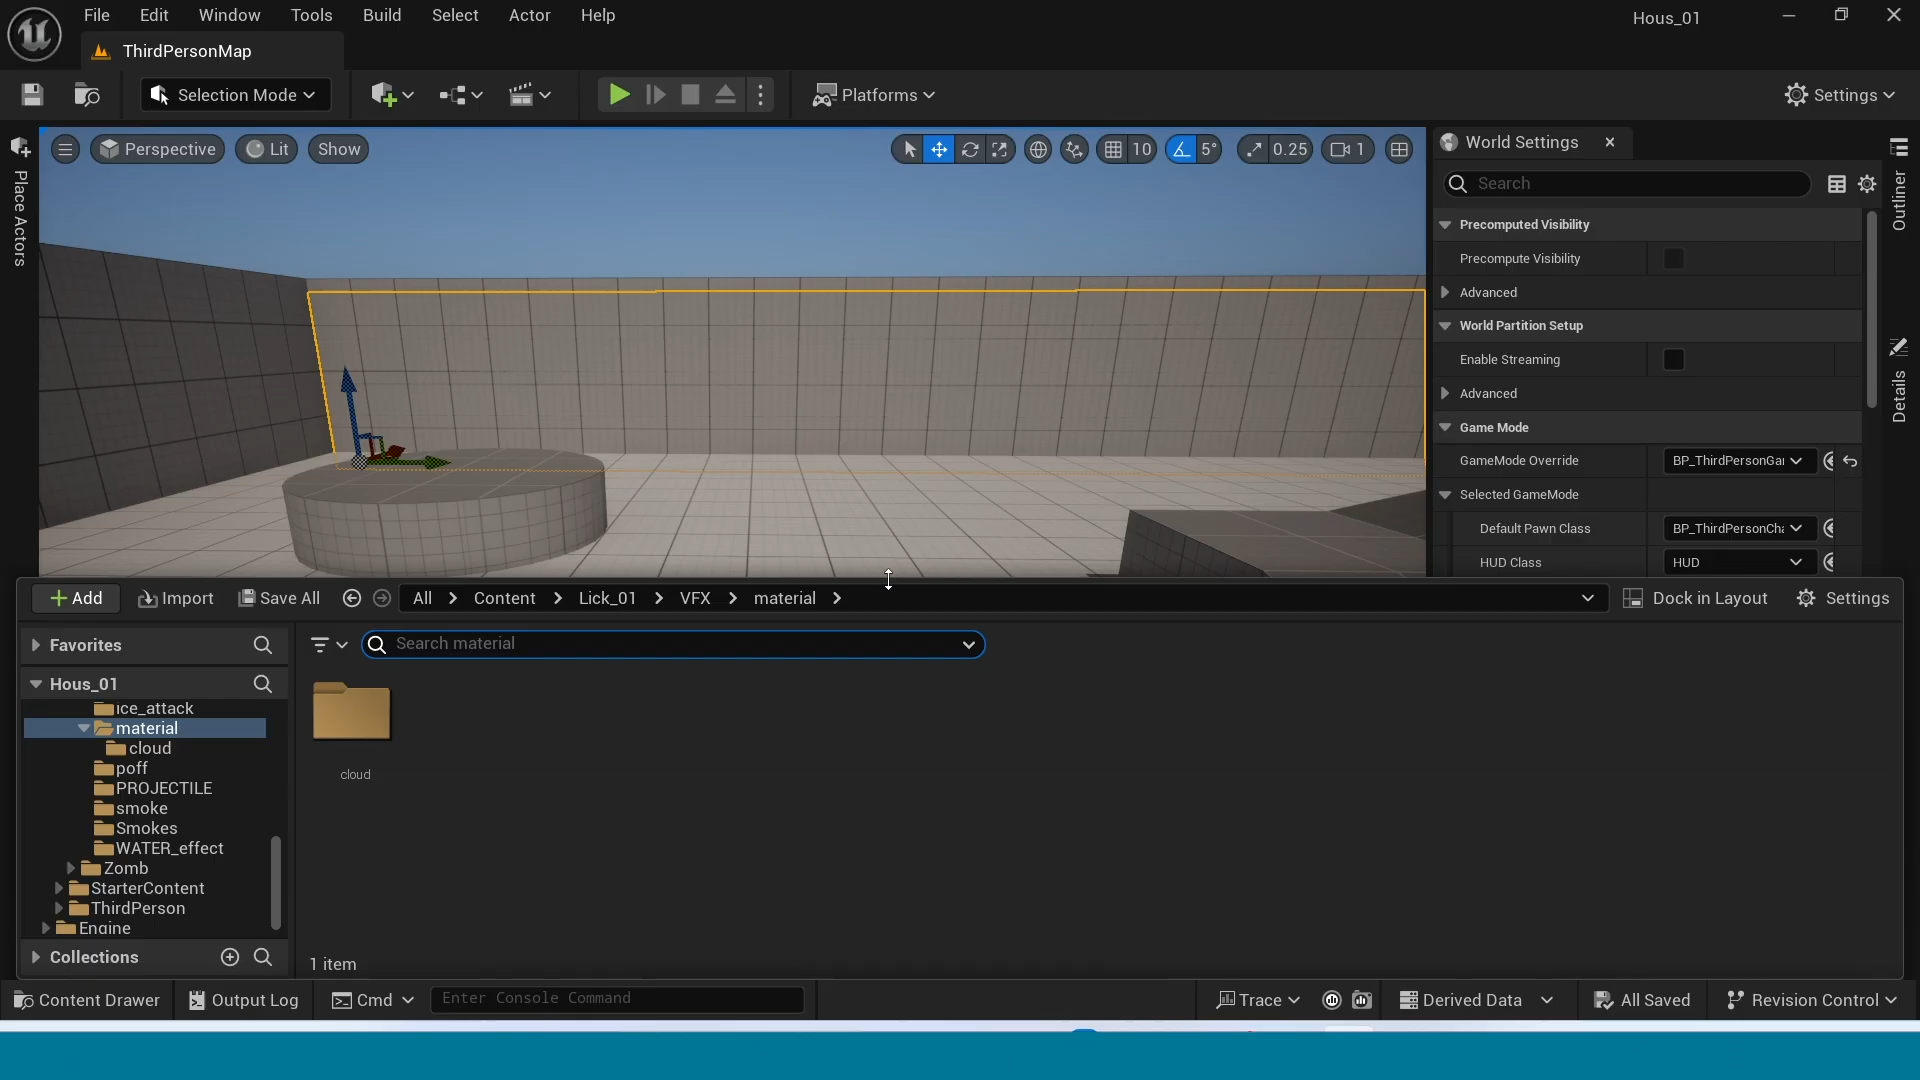 File Edit Window Tools Build Select Actor Help
Hous_01
ThirdPersonMap
Selection Mode
Platforms
Settings
Place Actors
Perspective
Lit
Show
10
5°
0.25
1
World Settings
Search
Precomputed Visibility
Precompute Visibility
Advanced
World Partition Setup
Enable Streaming
Advanced
Game Mode
GameMode Override BP_ThirdPersonGa
Selected GameMode
Default Pawn Class BP_ThirdPersonCha
HUD Class HUD
Outliner
Details
Add Import Save All All Content Lick_01 VFX material Dock in Layout Settings
Favorites
Search material
Hous_01
ice_attack
material
cloud
poff
PROJECTILE
smoke
Smokes
WATER_effect
Zomb
StarterContent
ThirdPerson
Engine
Collections
cloud
1 item
Content Drawer Output Log Cmd Enter Console Command Trace Derived Data All Saved Revision Control